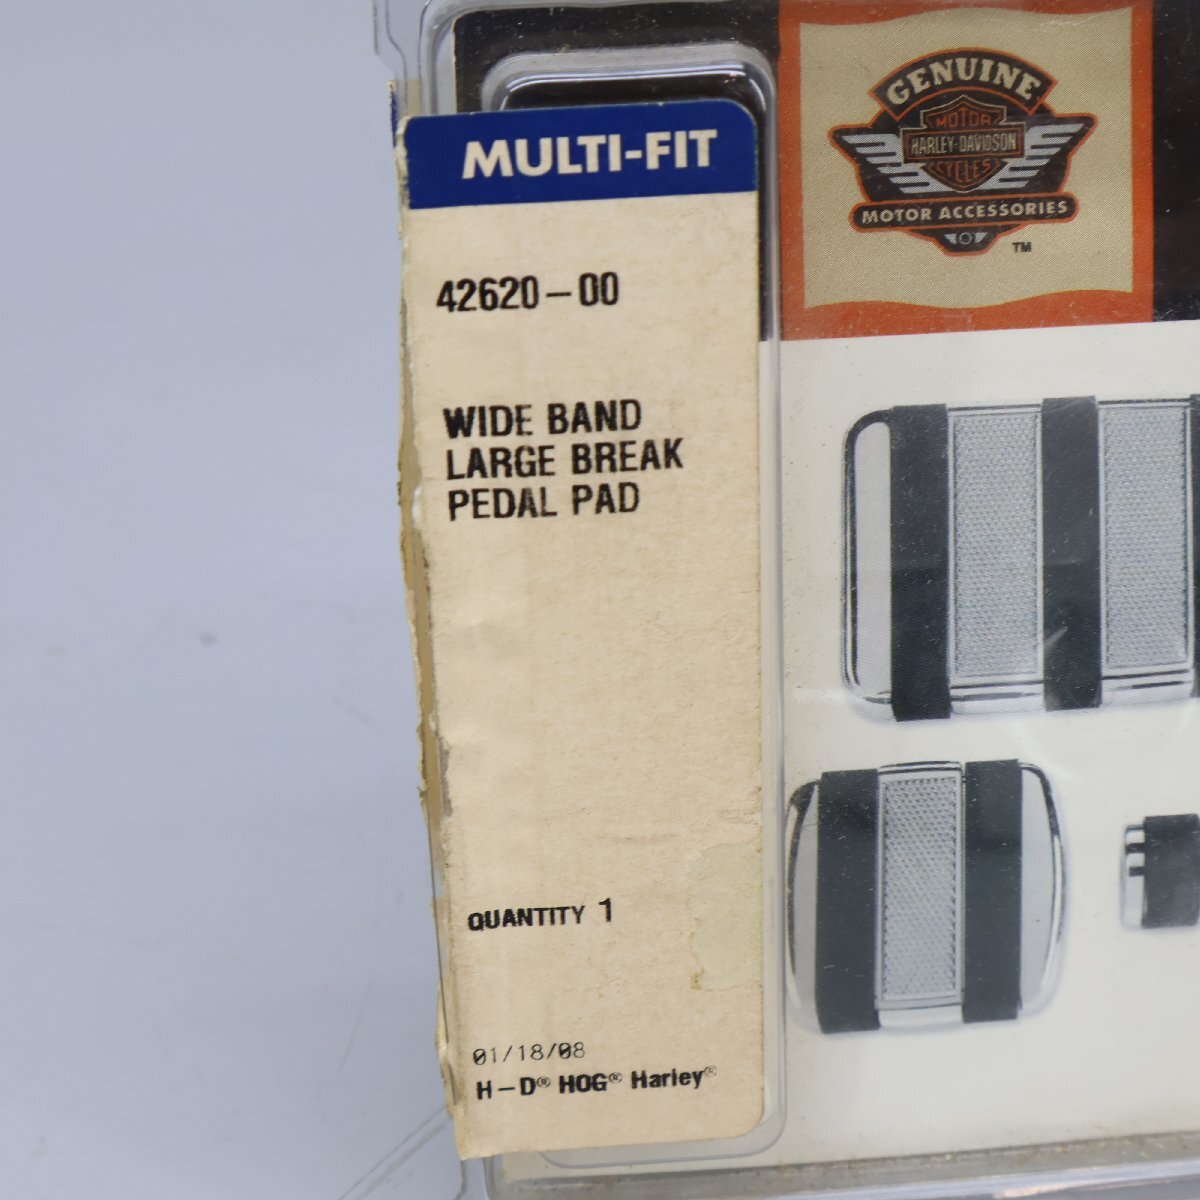 MULTI-FIT
42620-00
WIDE BAND
LARGE BREAK
PEDAL PAD
QUANTITY 1
01/18/08
H-D® HOG® Harley®
GENUINE
MOTOR
HARLEY-DAVIDSON
CYCLES
MOTOR ACCESSORIES
TM